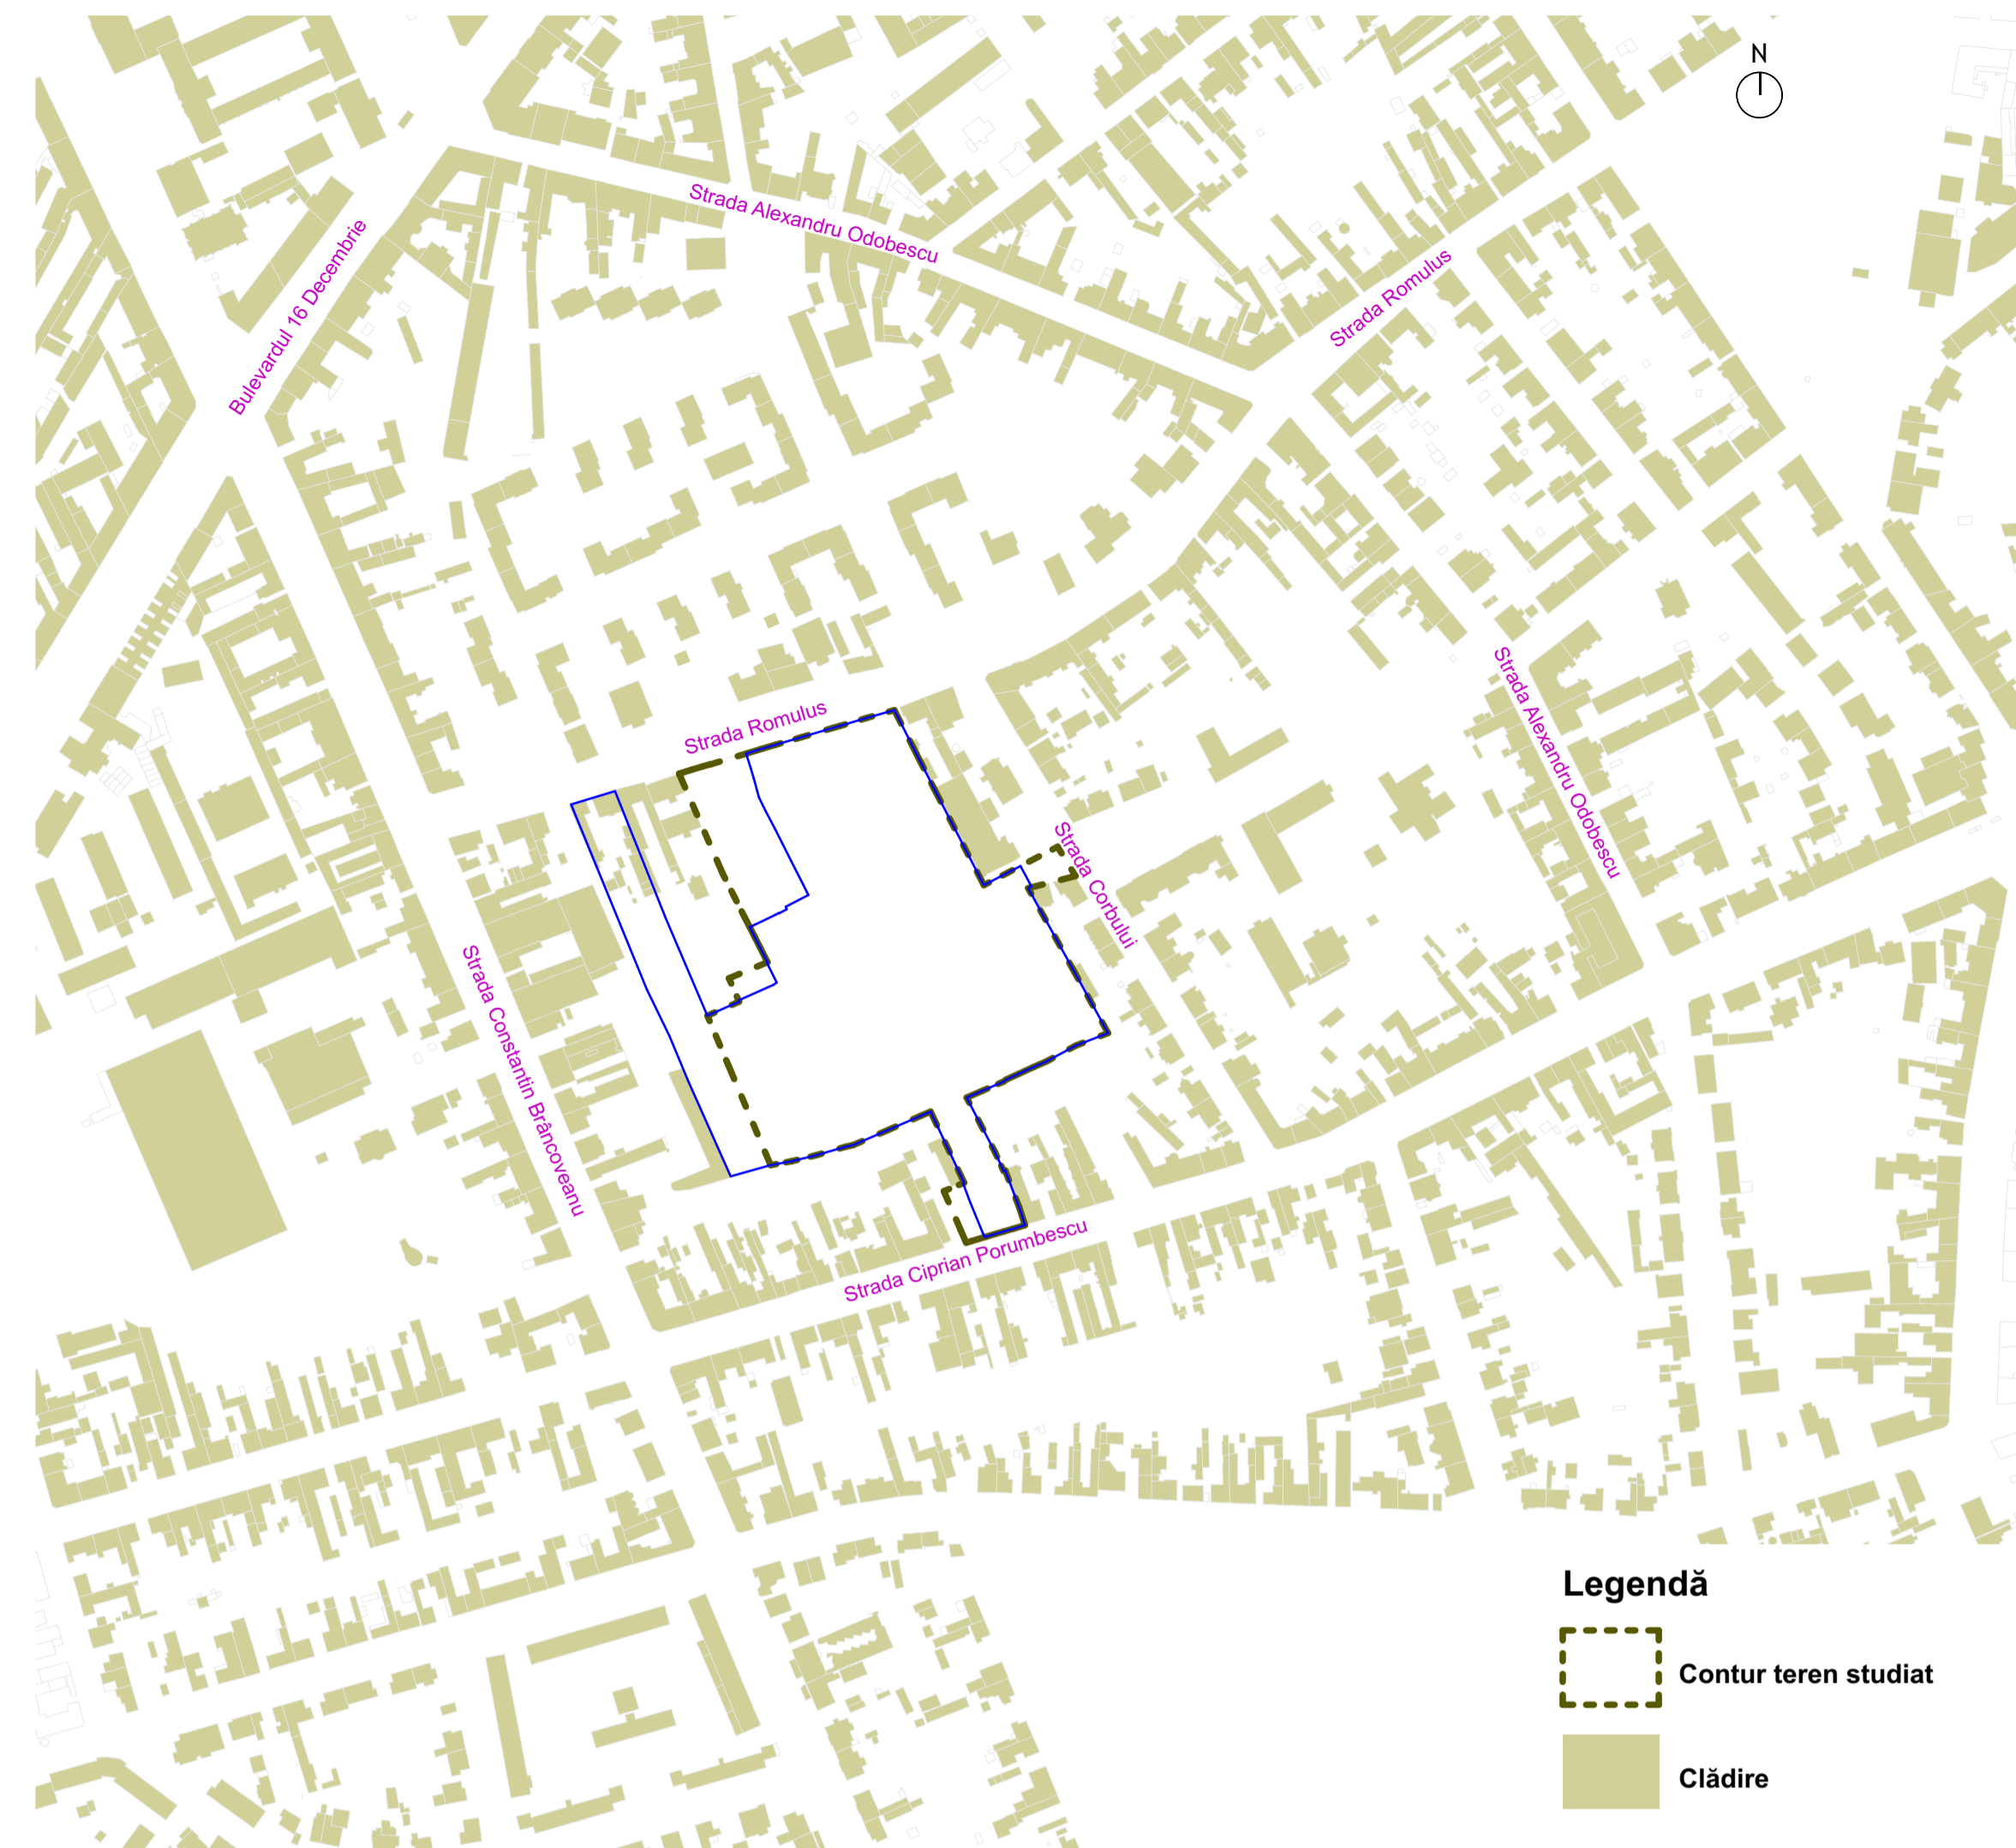 N
Strada Alexandru Odobescu
Bulevardul 16 Decembrie
Strada Romulus
Strada Romulus
Strada Alexandru Odobescu
Strada Corbului
Strada Constantin Brâncoveanu
Strada Ciprian Porumbescu
Legendă
Contur teren studiat
Clădire